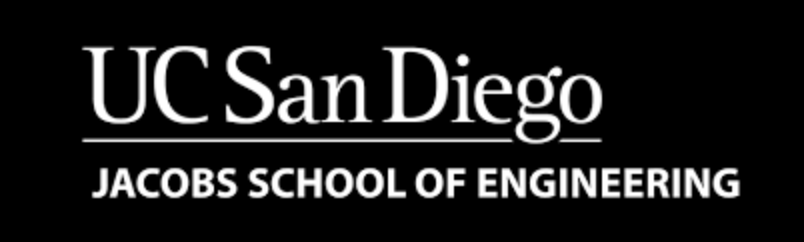 UC San Diego
JACOBS SCHOOL OF ENGINEERING